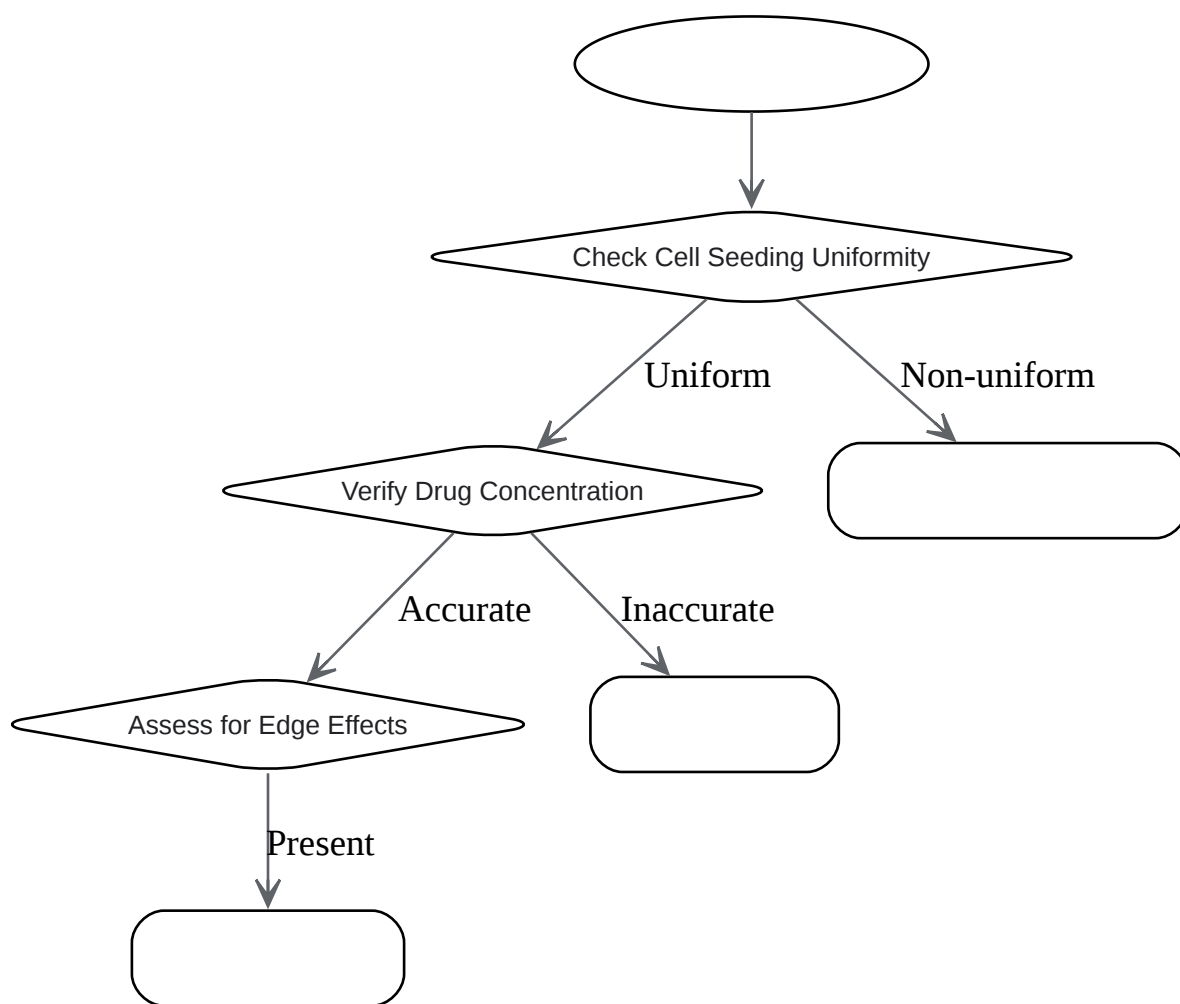 Check Cell Seeding Uniformity
Uniform
Non-uniform
Verify Drug Concentration
Accurate
Inaccurate
Assess for Edge Effects
Present